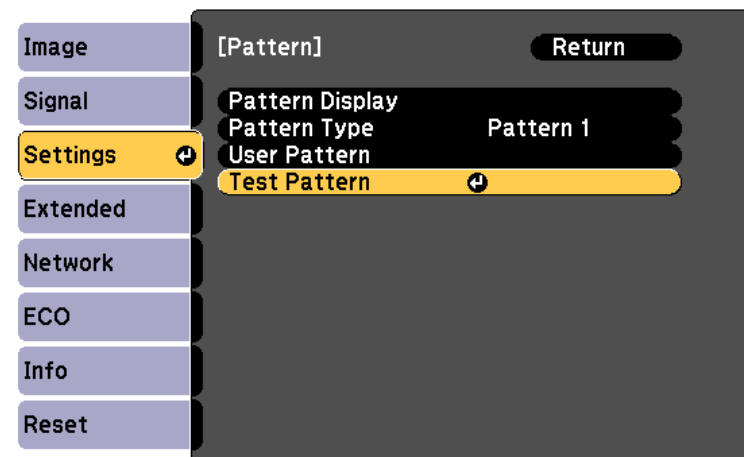 Image
Signal
Settings
Extended
Network
ECO
Info
Reset
[Pattern]
Return
Pattern Display
Pattern Type Pattern 1
User Pattern
Test Pattern